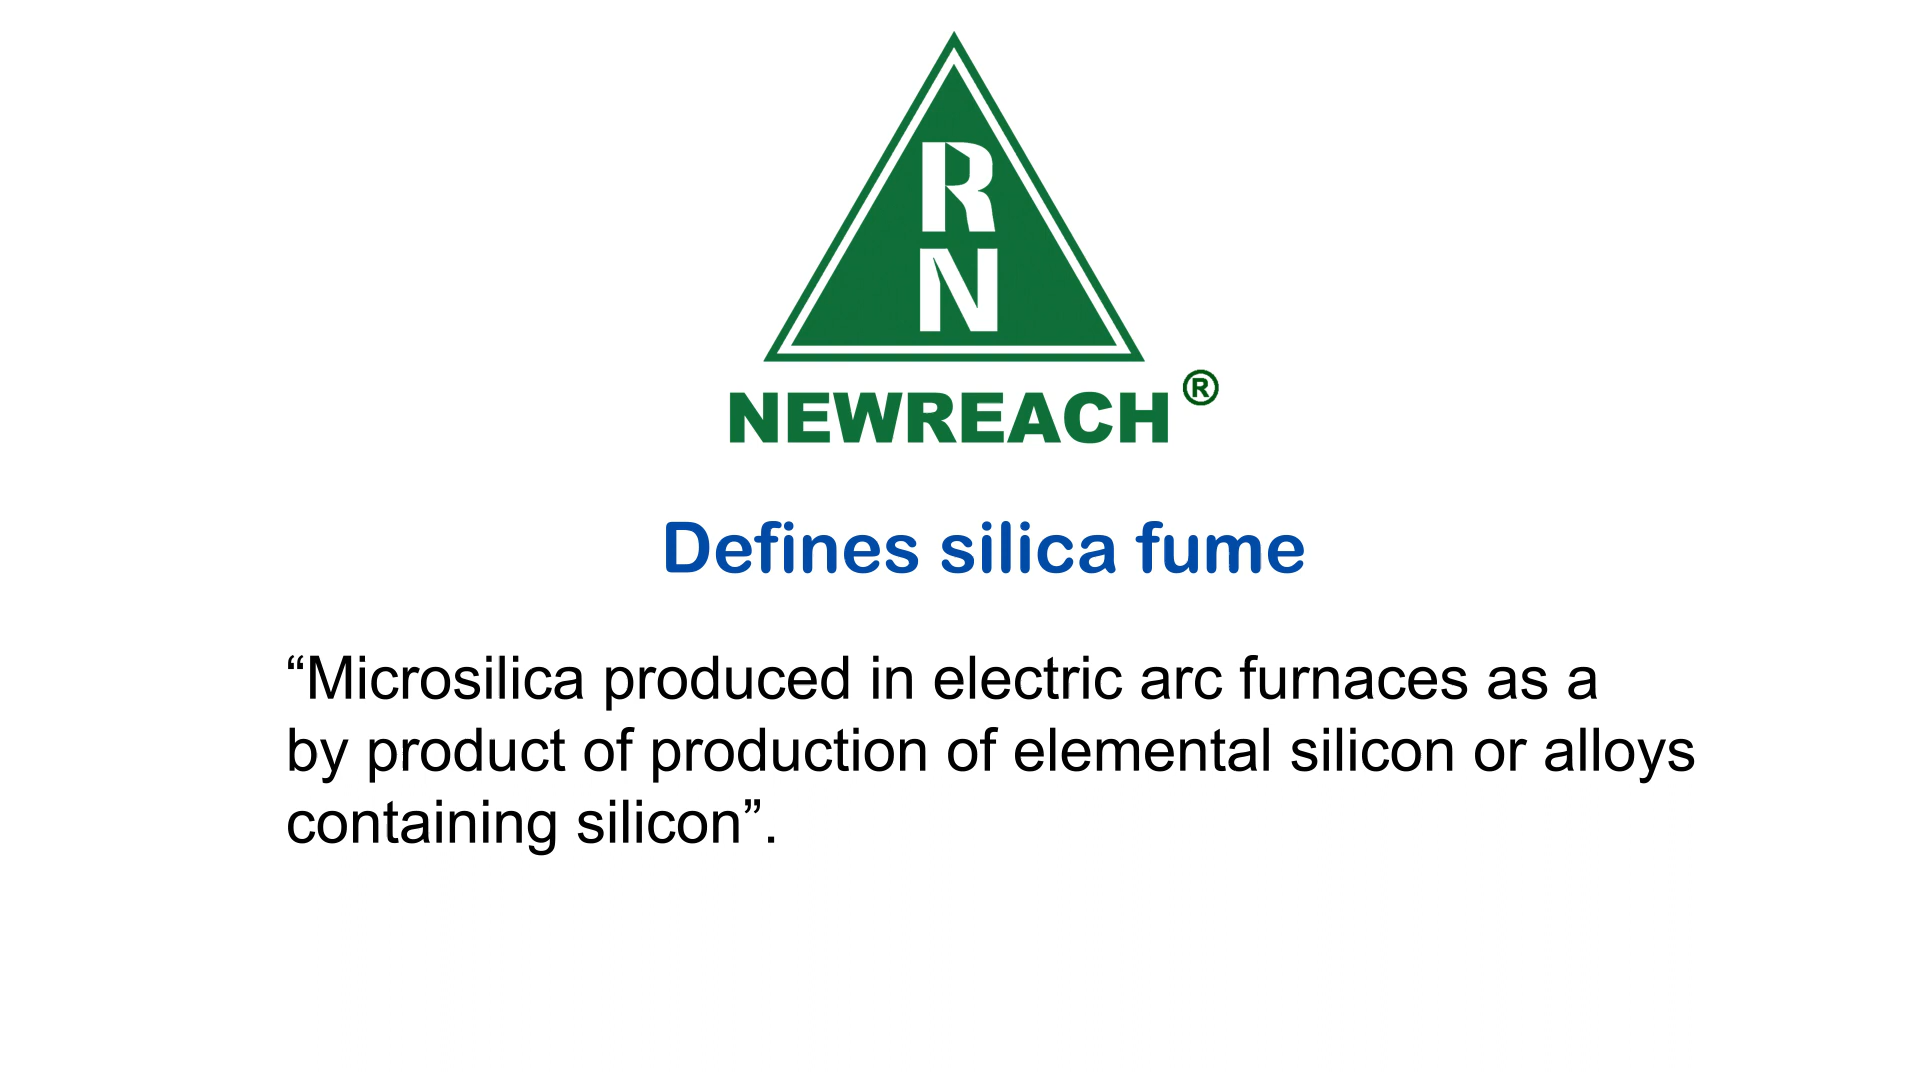 R
N
NEWREACH ®
Defines silica fume
“Microsilica produced in electric arc furnaces as a
by product of production of elemental silicon or alloys
containing silicon”.